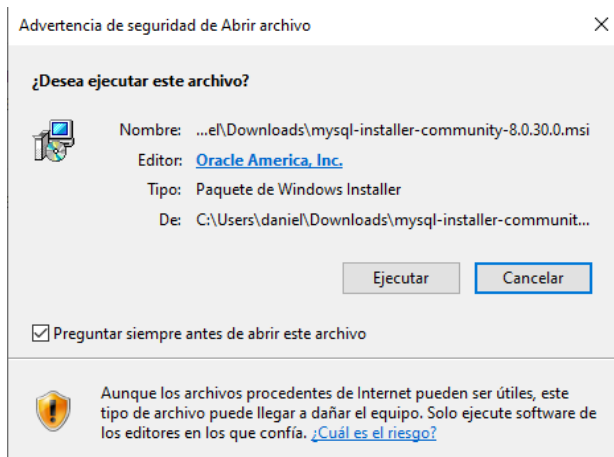 Advertencia de seguridad de Abrir archivo
¿Desea ejecutar este archivo?
Nombre: ...el\Downloads\mysql-installer-community-8.0.30.0.msi
Editor: Oracle America, Inc.
Tipo: Paquete de Windows Installer
De: C:\Users\daniel\Downloads\mysql-installer-communit...
Ejecutar Cancelar
Preguntar siempre antes de abrir este archivo
Aunque los archivos procedentes de Internet pueden ser útiles, este
tipo de archivo puede llegar a dañar el equipo. Solo ejecute software de
los editores en los que confía. ¿Cuál es el riesgo?